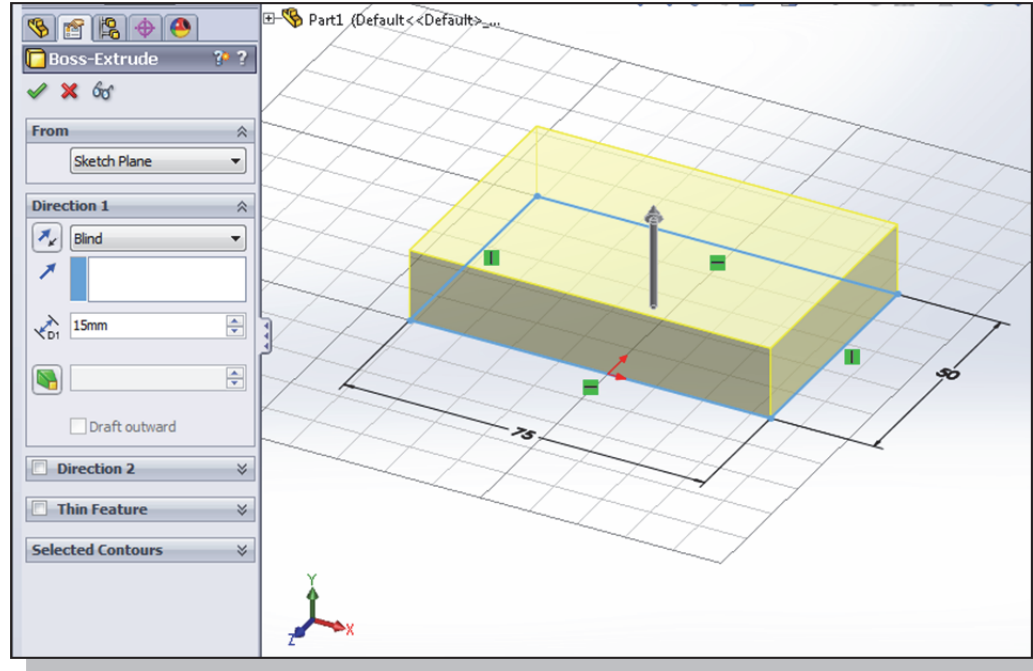 Part1 (Default<<Default>_...
Boss-Extrude ? ?
From
Sketch Plane
Direction 1
Blind
D1 15mm
Draft outward
Direction 2
Thin Feature
Selected Contours
75
50
Y
X
Z